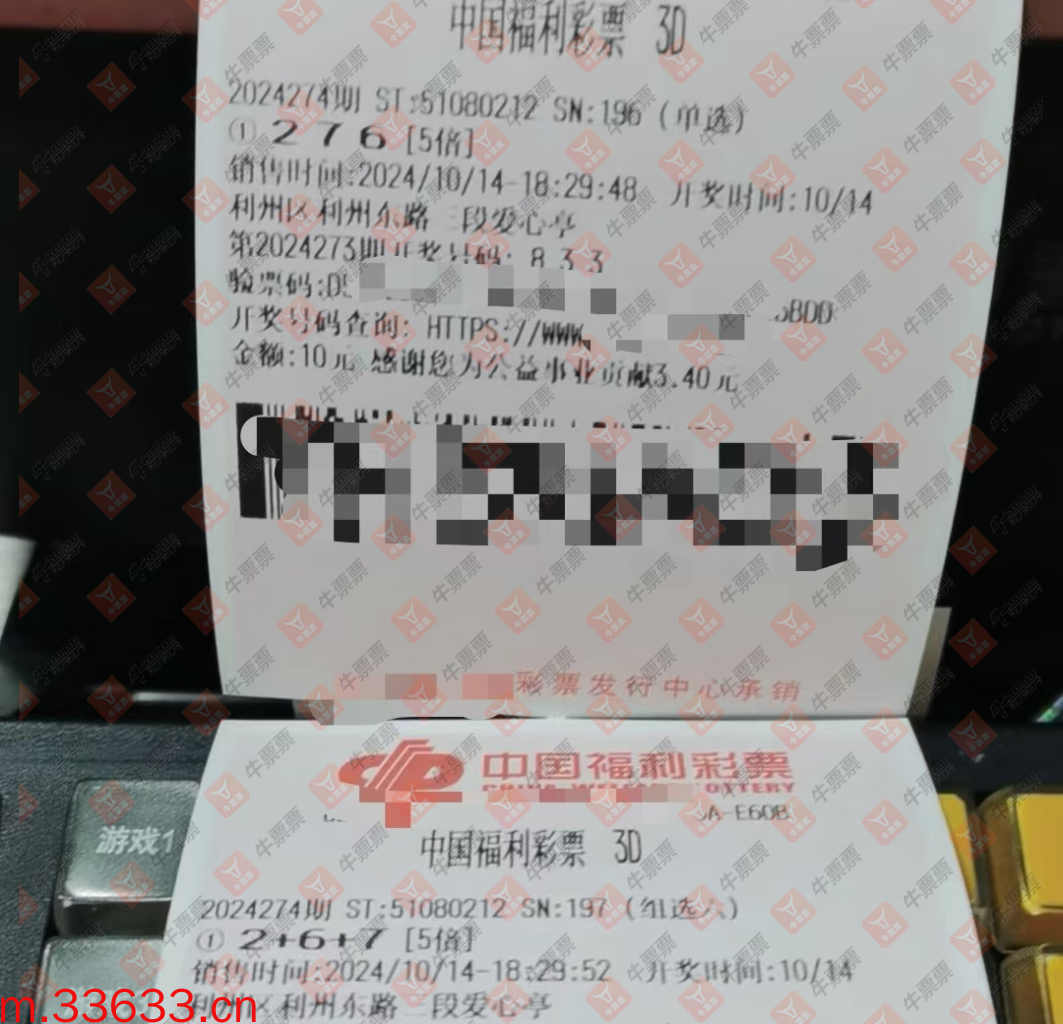 中国福利彩票 3D
2024274期 ST:51080212 SN:196 (单选)
① 2 7 6 [5倍]
销售时间:2024/10/14-18:29:48 开奖时间:10/14
利州区利州东路三段爱心亭
第2024273期开奖号码: 8 3 3
验票码:
开奖号码查询: HTTPS://WWW.
金额:10元 感谢您为公益事业贡献3.40元
彩票发行中心承销
中国福利彩票
A-E60B
中国福利彩票 3D
2024274期 ST:51080212 SN:197 (组选六)
① 2+6+7 [5倍]
销售时间:2024/10/14-18:29:52 开奖时间:10/14
利州区利州东路三段爱心亭
游戏1
牛票票
m.33633.cn